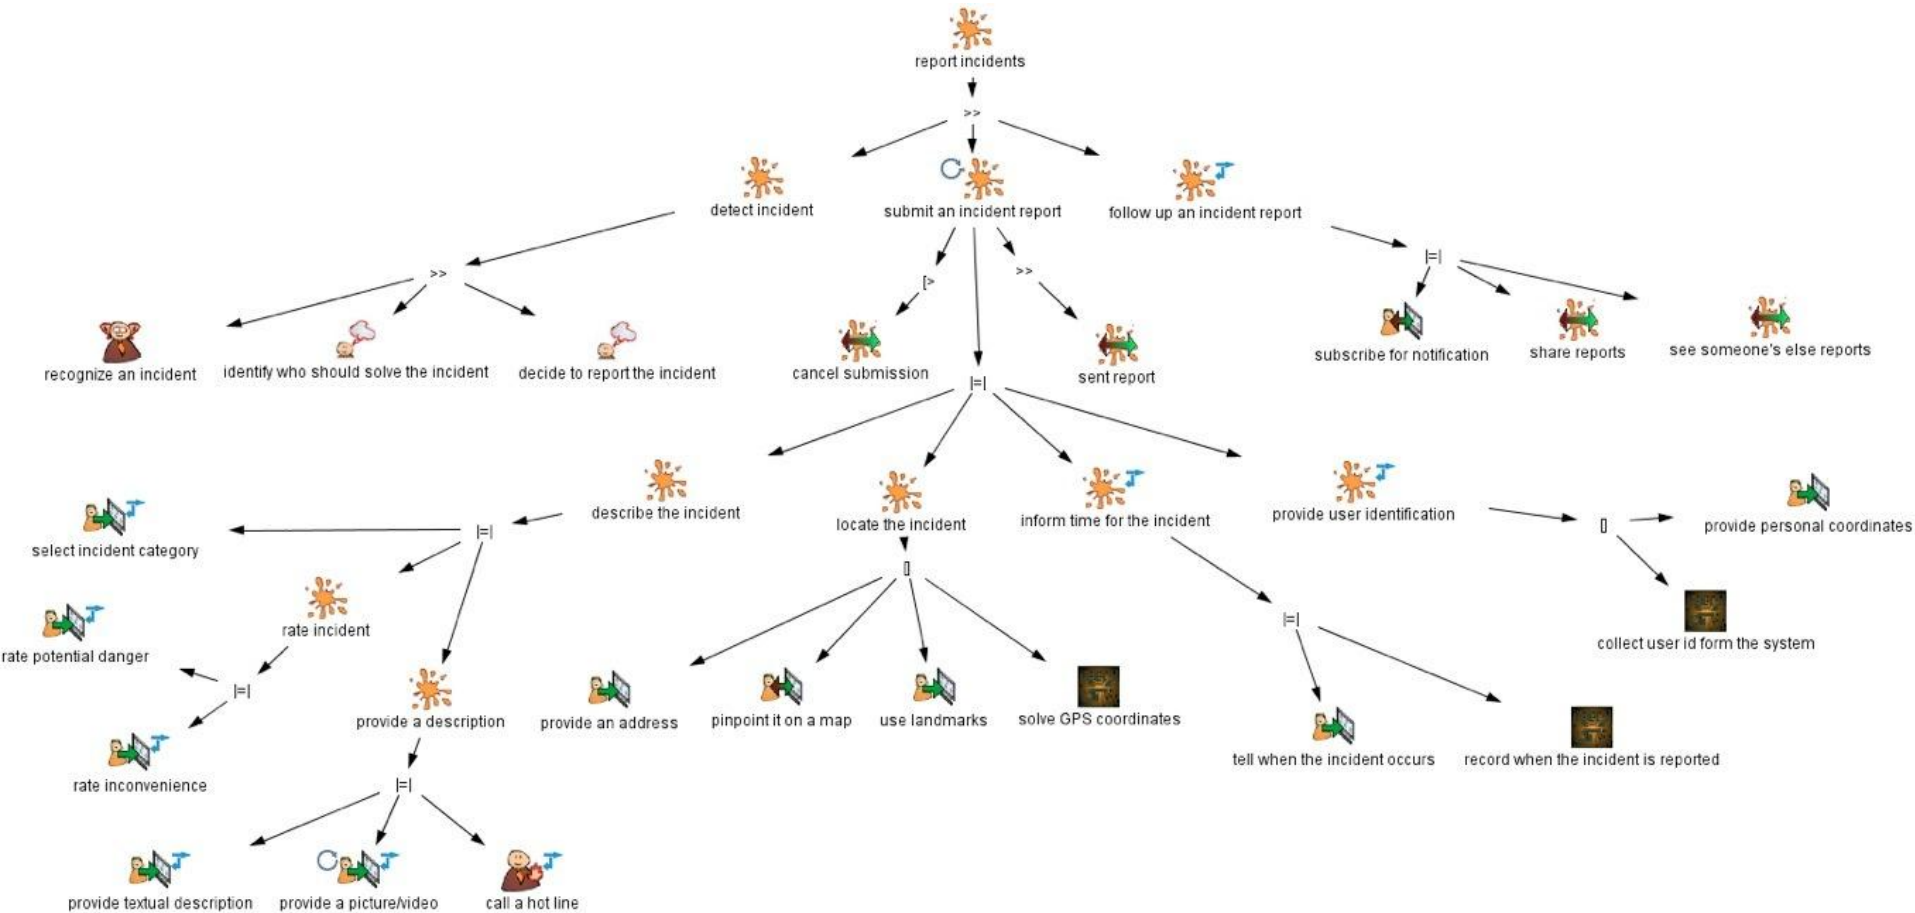 report incidents
>>
detect incident
submit an incident report
follow up an incident report
>>
[>
>>
|=|
recognize an incident
identify who should solve the incident
decide to report the incident
cancel submission
sent report
subscribe for notification
share reports
see someone's else reports
|=|
describe the incident
locate the incident
inform time for the incident
provide user identification
provide personal coordinates
select incident category
|=|
[]
[]
rate incident
|=|
collect user id form the system
rate potential danger
|=|
provide a description
provide an address
pinpoint it on a map
use landmarks
solve GPS coordinates
tell when the incident occurs
record when the incident is reported
rate inconvenience
|=|
provide textual description
provide a picture/video
call a hot line